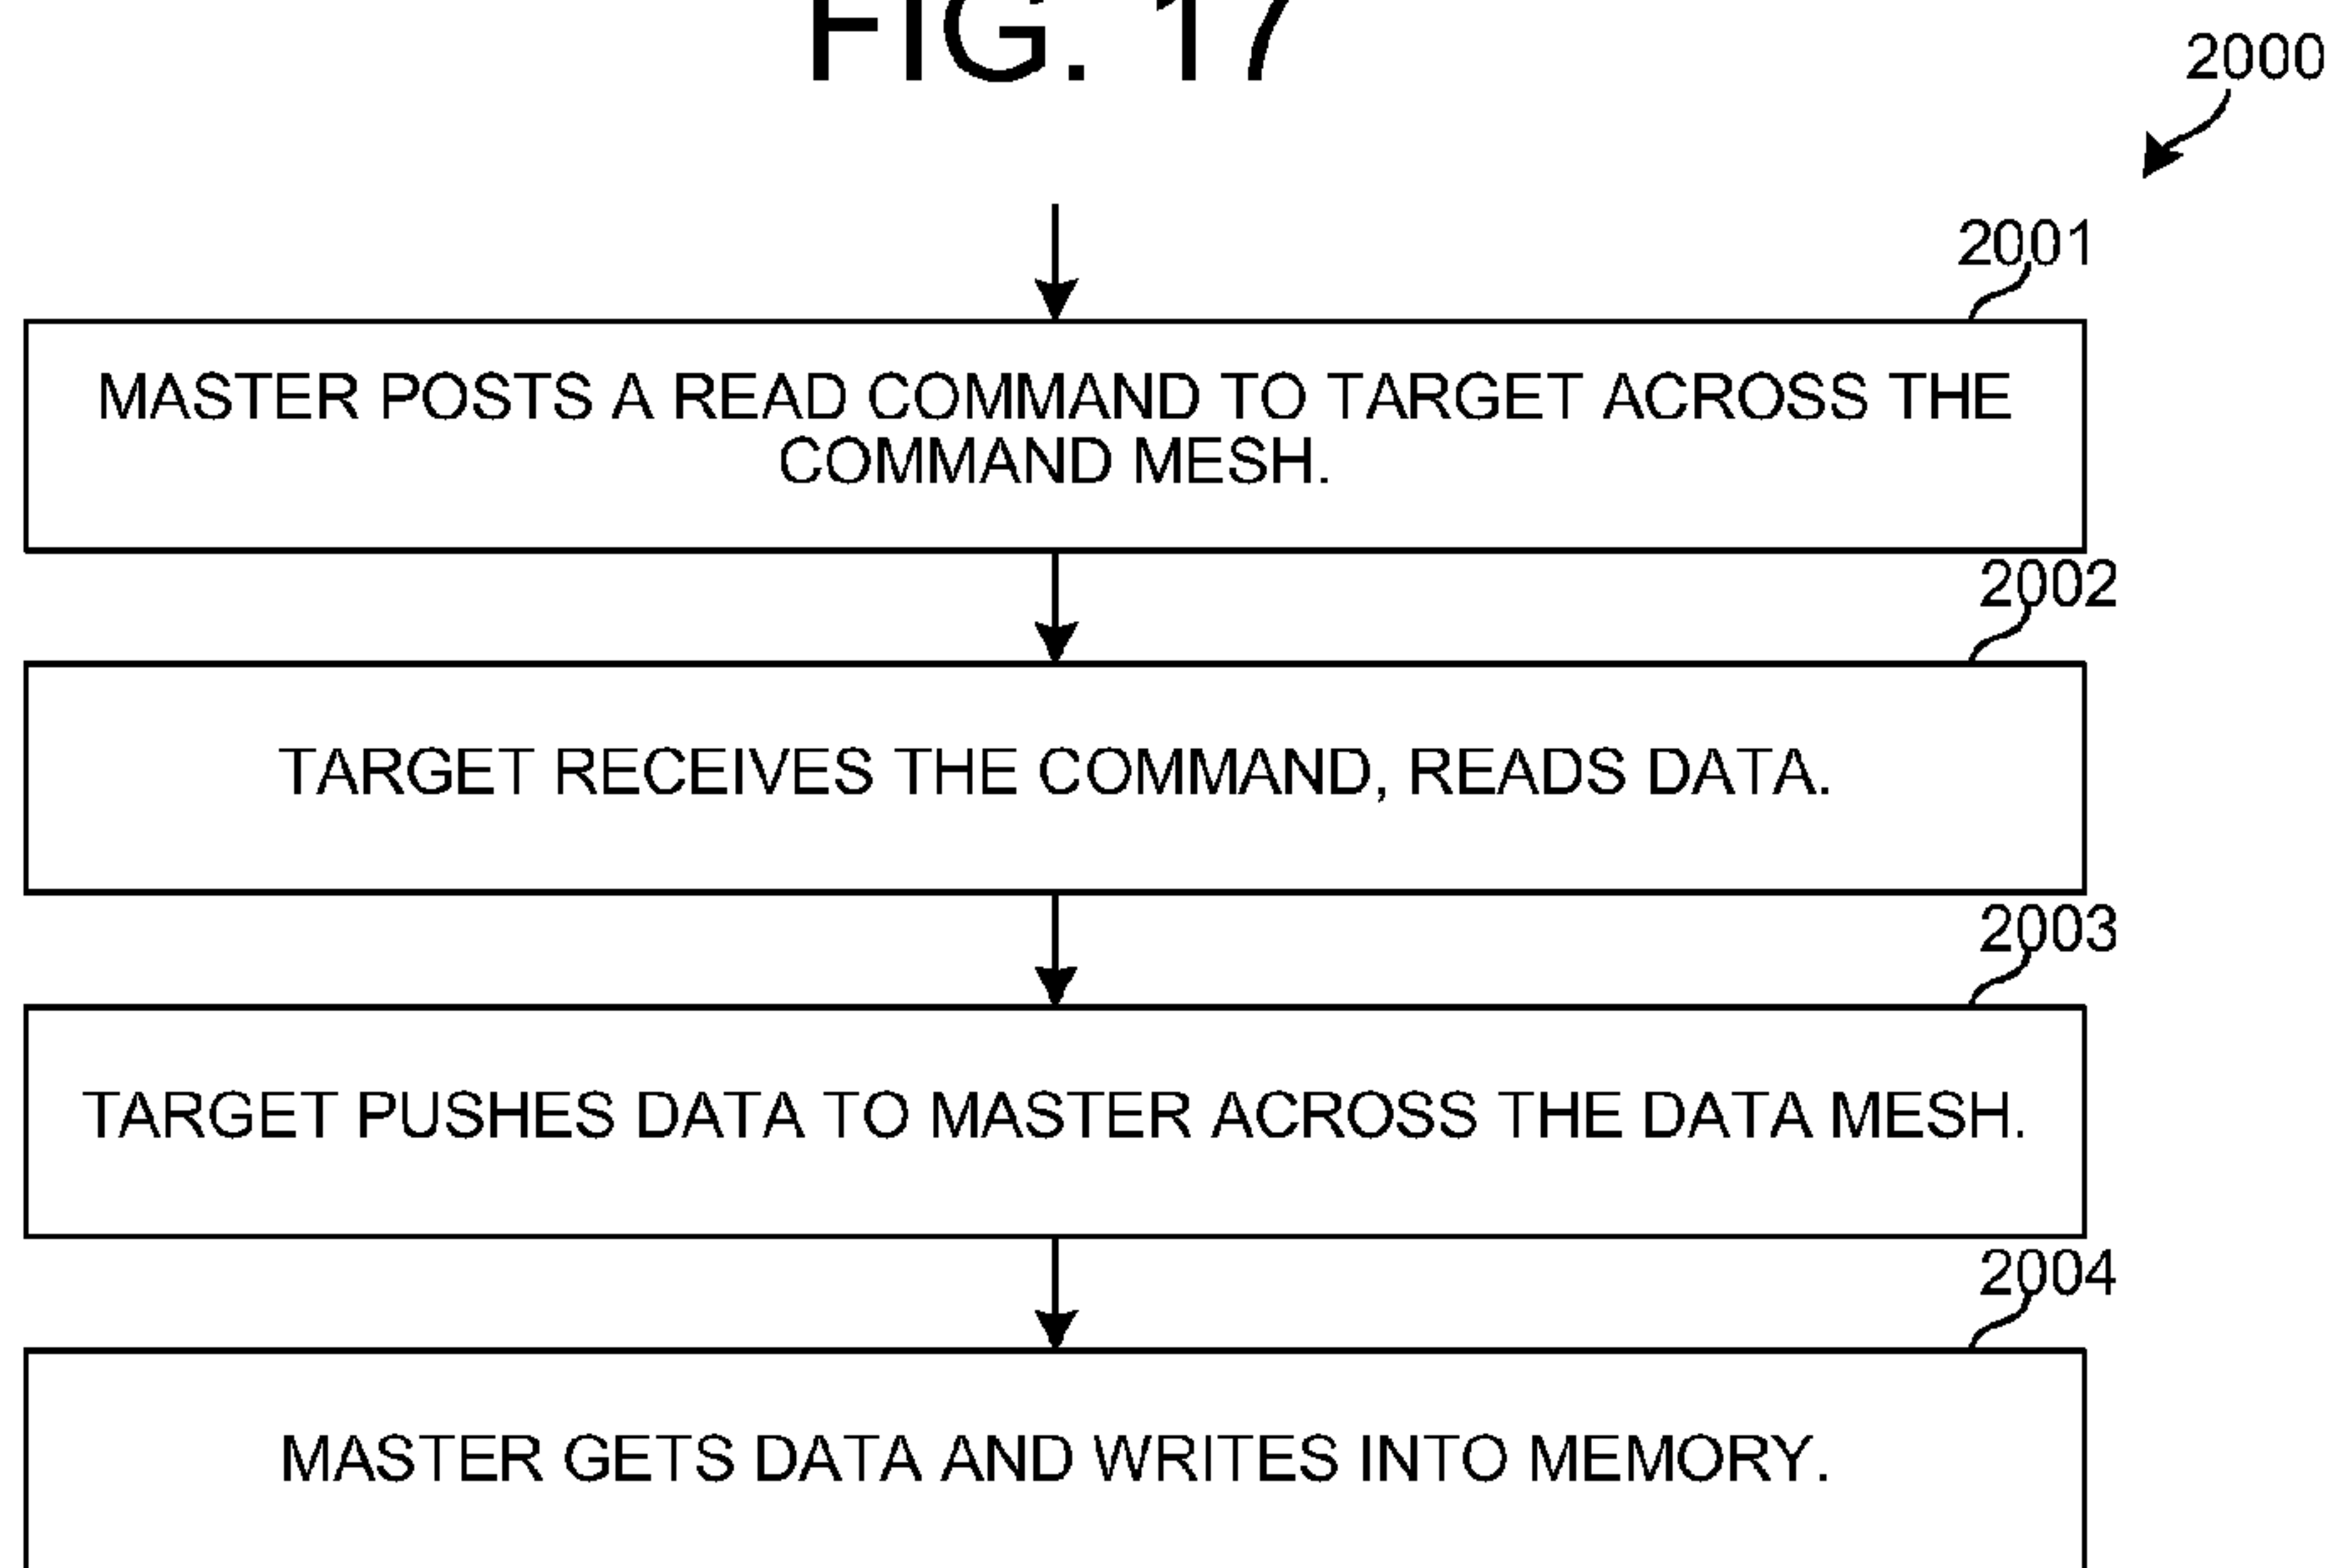 FIG. 17
2000
2001
MASTER POSTS A READ COMMAND TO TARGET ACROSS THE
COMMAND MESH.
2002
TARGET RECEIVES THE COMMAND, READS DATA.
2003
TARGET PUSHES DATA TO MASTER ACROSS THE DATA MESH.
2004
MASTER GETS DATA AND WRITES INTO MEMORY.